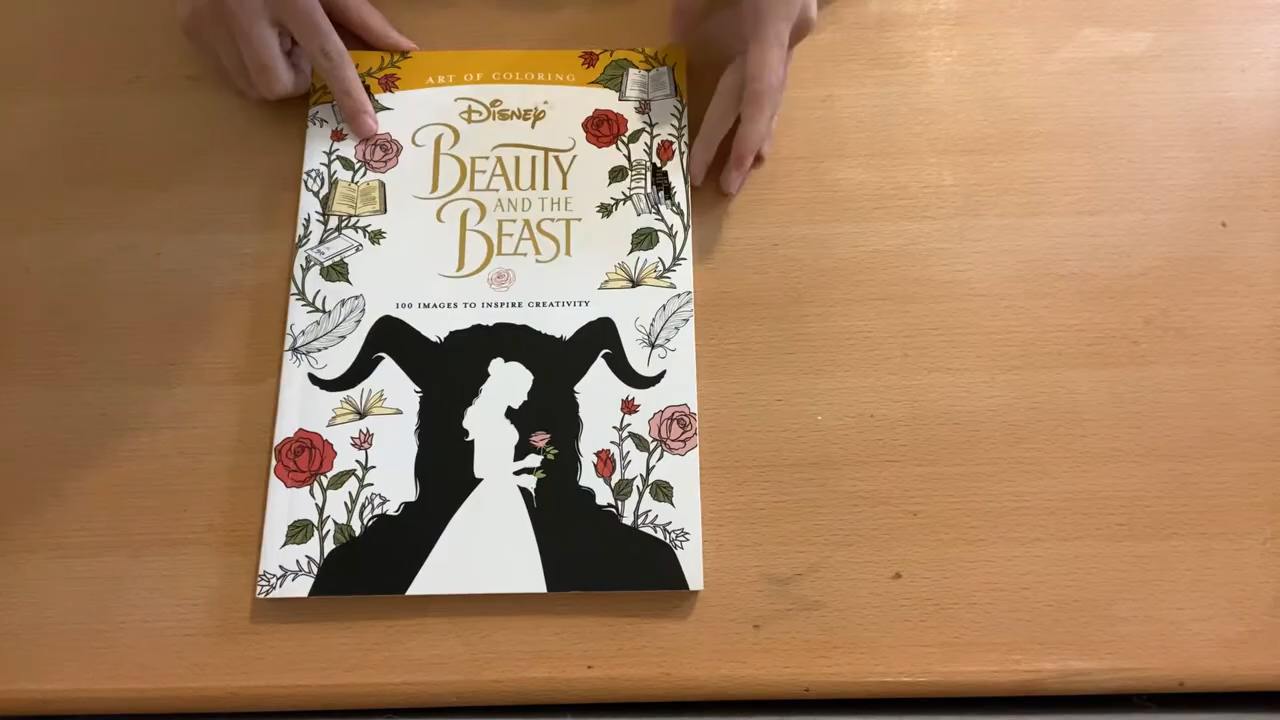 ART OF COLORING
DISNEY
BEAUTY
AND THE
BEAST
100 IMAGES TO INSPIRE CREATIVITY